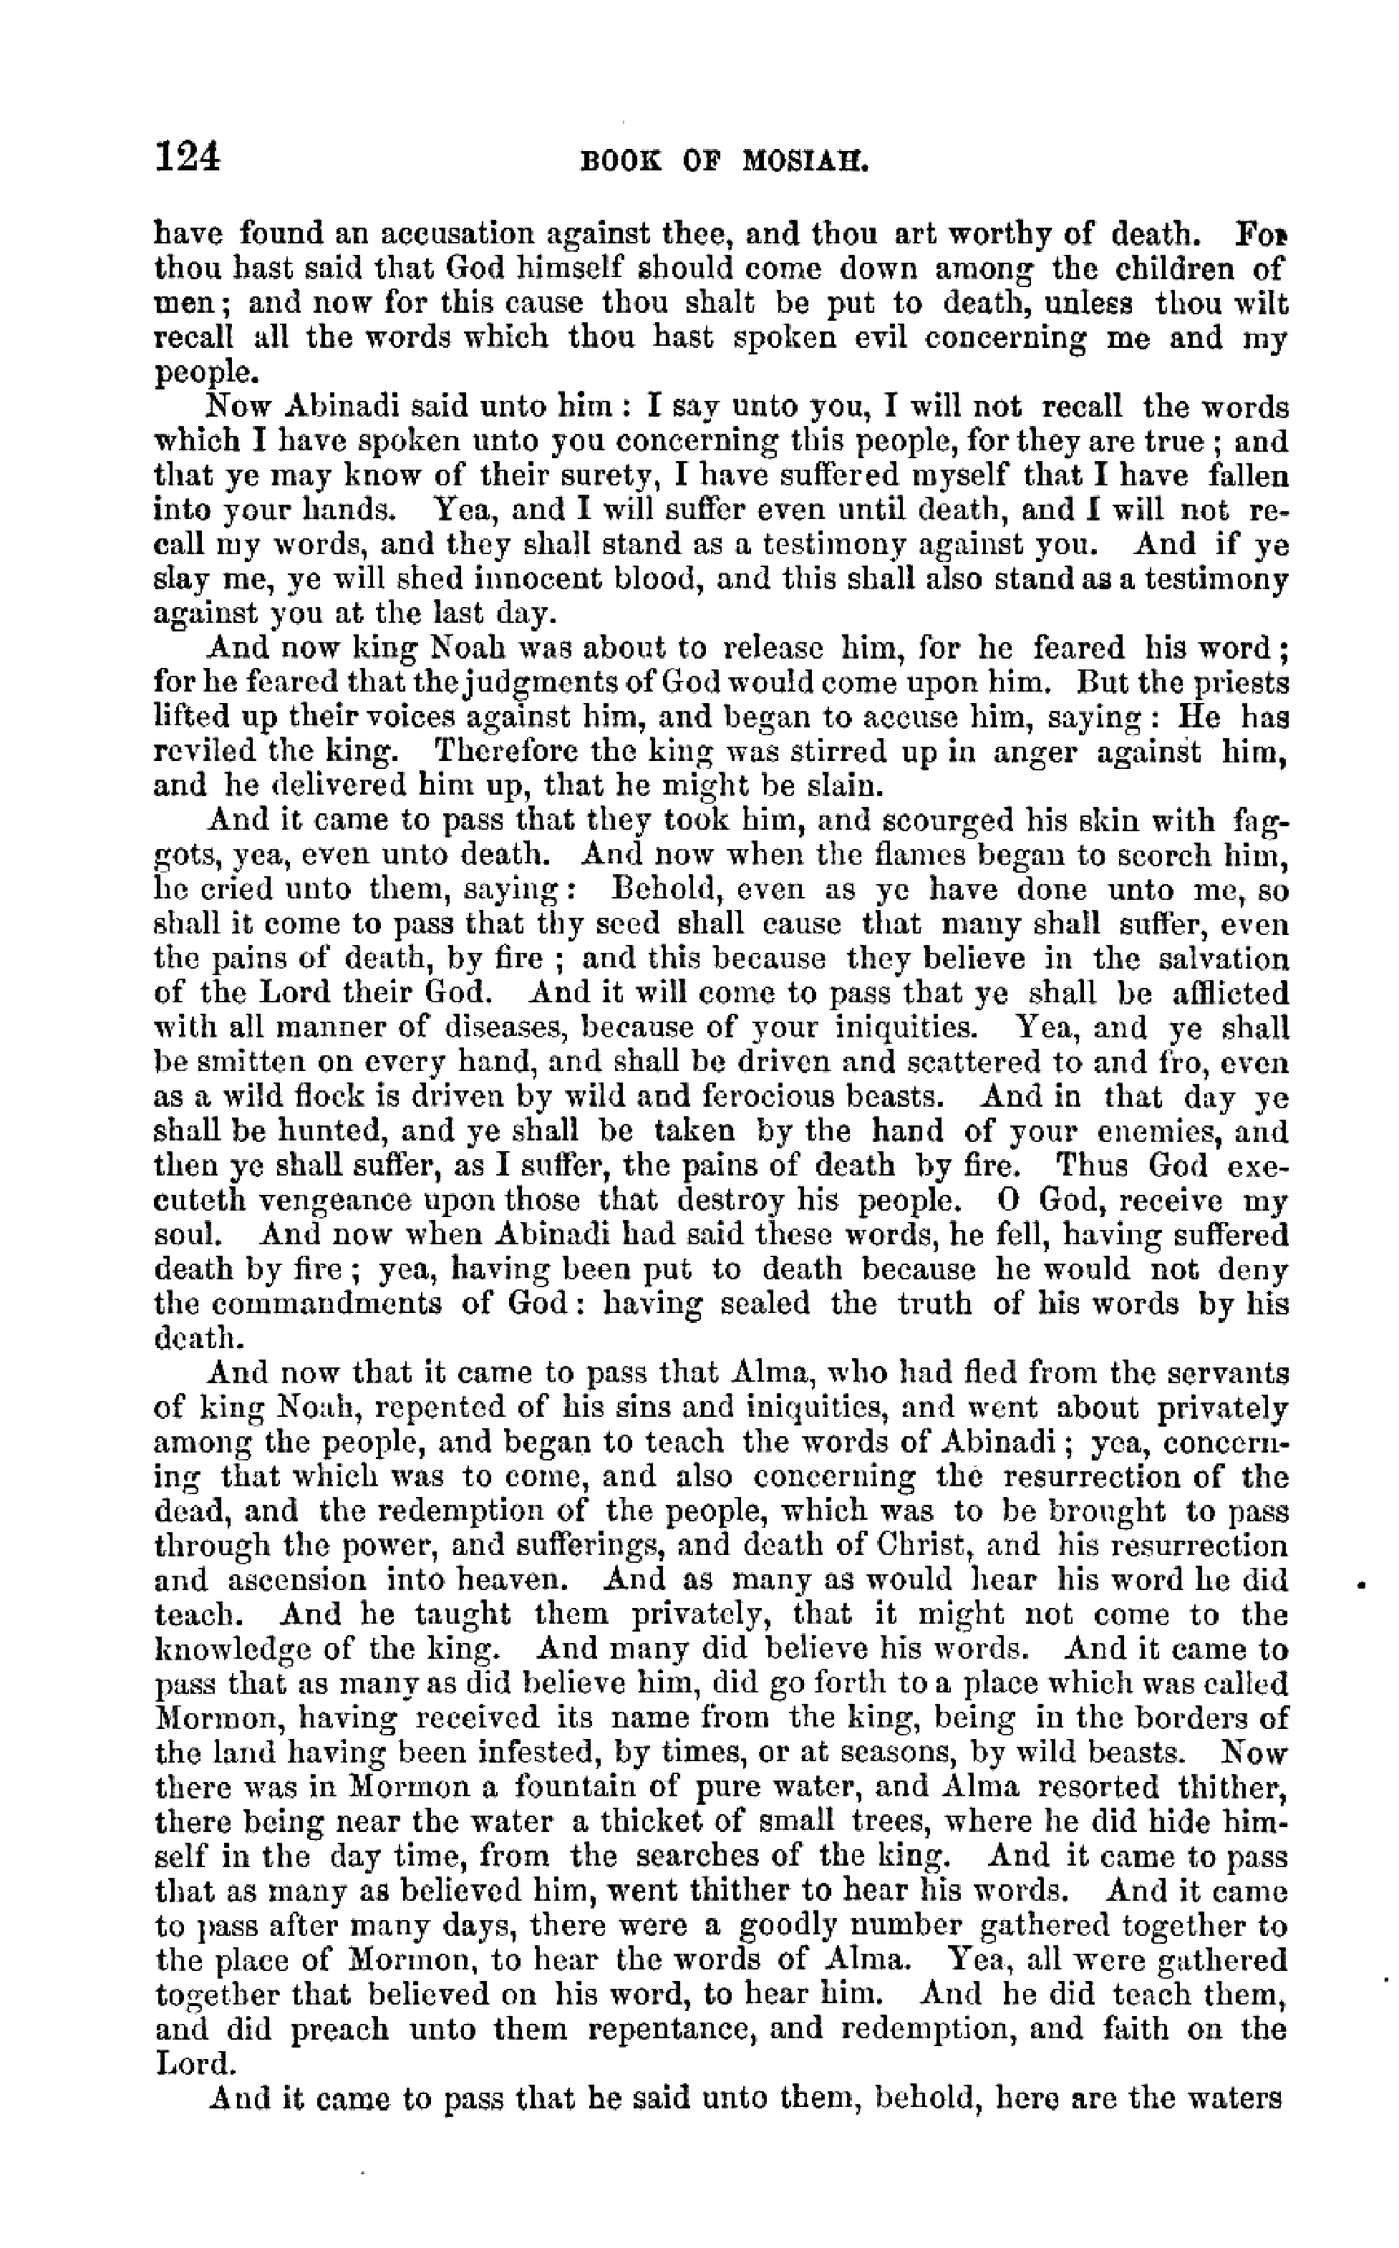 124 BOOK OF MOSIAH.
have found an accusation against thee, and thou art worthy of death. For
thou hast said that God himself should come down among the children of
men; and now for this cause thou shalt be put to death, unless thou wilt
recall all the words which thou hast spoken evil concerning me and my
people.
Now Abinadi said unto him: I say unto you, I will not recall the words
which I have spoken unto you concerning this people, for they are true; and
that ye may know of their surety, I have suffered myself that I have fallen
into your hands. Yea, and I will suffer even until death, and I will not re-
call my words, and they shall stand as a testimony against you. And if ye
slay me, ye will shed innocent blood, and this shall also stand as a testimony
against you at the last day.
And now king Noah was about to release him, for he feared his word;
for he feared that the judgments of God would come upon him. But the priests
lifted up their voices against him, and began to accuse him, saying: He has
reviled the king. Therefore the king was stirred up in anger against him,
and he delivered him up, that he might be slain.
And it came to pass that they took him, and scourged his skin with fag-
gots, yea, even unto death. And now when the flames began to scorch him,
he cried unto them, saying: Behold, even as ye have done unto me, so
shall it come to pass that thy seed shall cause that many shall suffer, even
the pains of death, by fire; and this because they believe in the salvation
of the Lord their God. And it will come to pass that ye shall be afflicted
with all manner of diseases, because of your iniquities. Yea, and ye shall
be smitten on every hand, and shall be driven and scattered to and fro, even
as a wild flock is driven by wild and ferocious beasts. And in that day ye
shall be hunted, and ye shall be taken by the hand of your enemies, and
then ye shall suffer, as I suffer, the pains of death by fire. Thus God exe-
cuteth vengeance upon those that destroy his people. O God, receive my
soul. And now when Abinadi had said these words, he fell, having suffered
death by fire; yea, having been put to death because he would not deny
the commandments of God: having sealed the truth of his words by his
death.
And now that it came to pass that Alma, who had fled from the servants
of king Noah, repented of his sins and iniquities, and went about privately
among the people, and began to teach the words of Abinadi; yea, concern-
ing that which was to come, and also concerning the resurrection of the
dead, and the redemption of the people, which was to be brought to pass
through the power, and sufferings, and death of Christ, and his resurrection
and ascension into heaven. And as many as would hear his word he did
teach. And he taught them privately, that it might not come to the
knowledge of the king. And many did believe his words. And it came to
pass that as many as did believe him, did go forth to a place which was called
Mormon, having received its name from the king, being in the borders of
the land having been infested, by times, or at seasons, by wild beasts. Now
there was in Mormon a fountain of pure water, and Alma resorted thither,
there being near the water a thicket of small trees, where he did hide him-
self in the day time, from the searches of the king. And it came to pass
that as many as believed him, went thither to hear his words. And it came
to pass after many days, there were a goodly number gathered together to
the place of Mormon, to hear the words of Alma. Yea, all were gathered
together that believed on his word, to hear him. And he did teach them,
and did preach unto them repentance, and redemption, and faith on the
Lord.
And it came to pass that he said unto them, behold, here are the waters